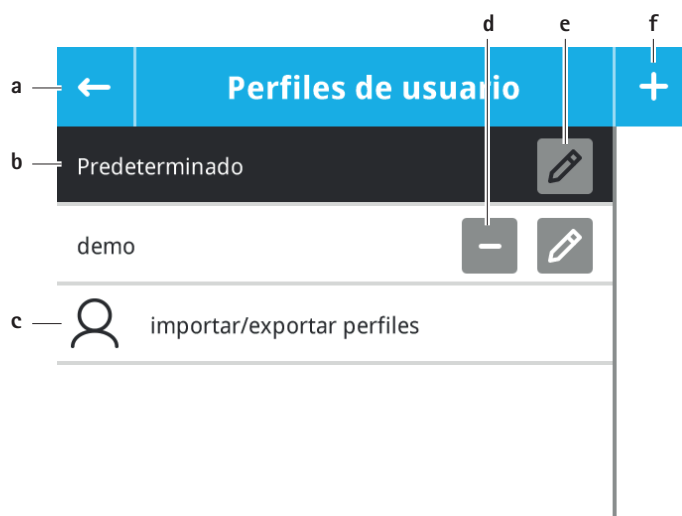 d e f
a Perfiles de usuario
b Predeterminado
demo
c importar/exportar perfiles